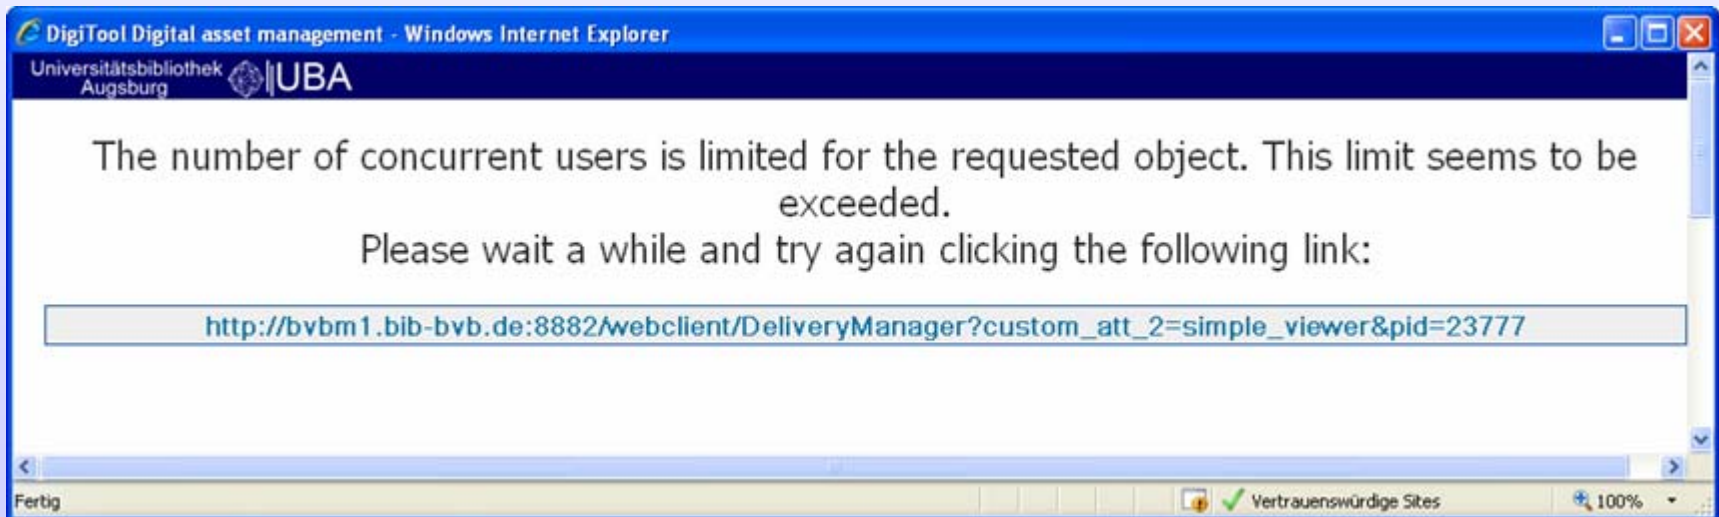 DigiTool Digital asset management - Windows Internet Explorer
Universitätsbibliothek
Augsburg
UBA
The number of concurrent users is limited for the requested object. This limit seems to be
exceeded.
Please wait a while and try again clicking the following link:
http://bvbm1.bib-bvb.de:8882/webclient/DeliveryManager?custom_att_2=simple_viewer&pid=23777
Fertig
Vertrauenswürdige Sites
100%